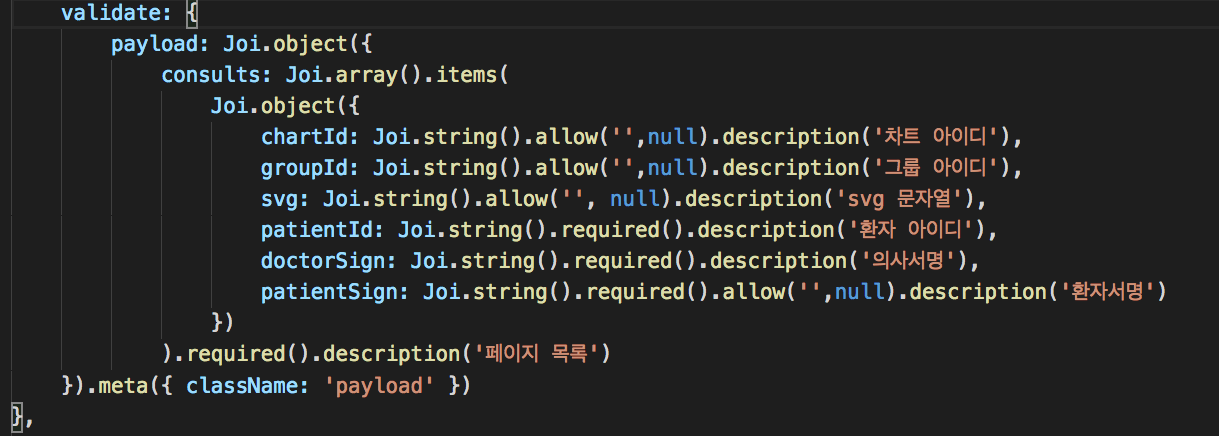 validate: {
payload: Joi.object({
consults: Joi.array().items(
Joi.object({
chartId: Joi.string().allow('',null).description('차트 아이디'),
groupId: Joi.string().allow('',null).description('그룹 아이디'),
svg: Joi.string().allow('', null).description('svg 문자열'),
patientId: Joi.string().required().description('환자 아이디'),
doctorSign: Joi.string().required().description('의사서명'),
patientSign: Joi.string().required().allow('',null).description('환자서명')
})
).required().description('페이지 목록')
}).meta({ className: 'payload' })
},